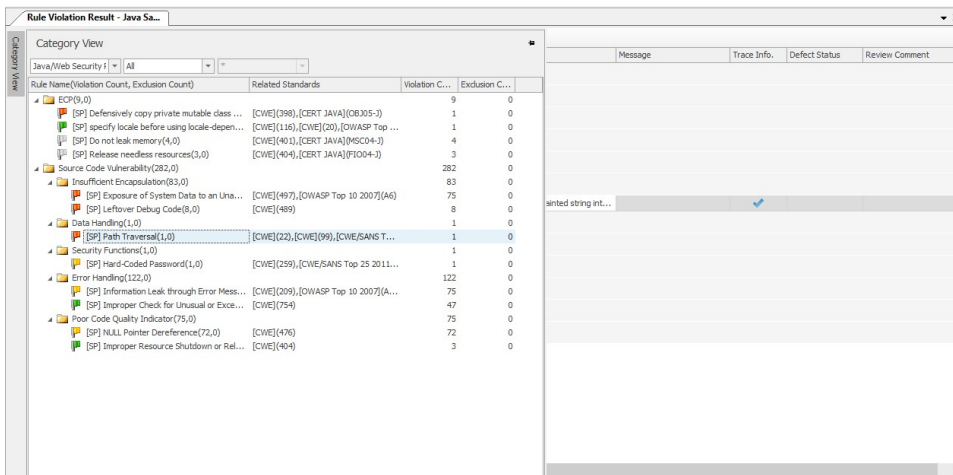 Rule Violation Result - Java Sa...
Category View
Category View
Java/Web Security F All *
Rule Name(Violation Count, Exclusion Count) Related Standards Violation C... Exclusion C...
ECP(9,0) 9 0
[SP] Defensively copy private mutable class ... [CWE](398),[CERT JAVA](OBJ05-J) 1 0
[SP] specify locale before using locale-depen... [CWE](116),[CWE](20),[OWASP Top ... 1 0
[SP] Do not leak memory(4,0) [CWE](401),[CERT JAVA](MSC04-J) 4 0
[SP] Release needless resources(3,0) [CWE](404),[CERT JAVA](FIO04-J) 3 0
Source Code Vulnerability(282,0) 282 0
Insufficient Encapsulation(83,0) 83 0
[SP] Exposure of System Data to an Una... [CWE](497),[OWASP Top 10 2007](A6) 75 0
[SP] Leftover Debug Code(8,0) [CWE](489) 8 0
Data Handling(1,0) 1 0
[SP] Path Traversal(1,0) [CWE](22),[CWE](99),[CWE/SANS T... 1 0
Security Functions(1,0) 1 0
[SP] Hard-Coded Password(1,0) [CWE](259),[CWE/SANS Top 25 2011... 1 0
Error Handling(122,0) 122 0
[SP] Information Leak through Error Mess... [CWE](209),[OWASP Top 10 2007](A... 75 0
[SP] Improper Check for Unusual or Exce... [CWE](754) 47 0
Poor Code Quality Indicator(75,0) 75 0
[SP] NULL Pointer Dereference(72,0) [CWE](476) 72 0
[SP] Improper Resource Shutdown or Rel... [CWE](404) 3 0
Message Trace Info. Defect Status Review Comment
ainted string int...